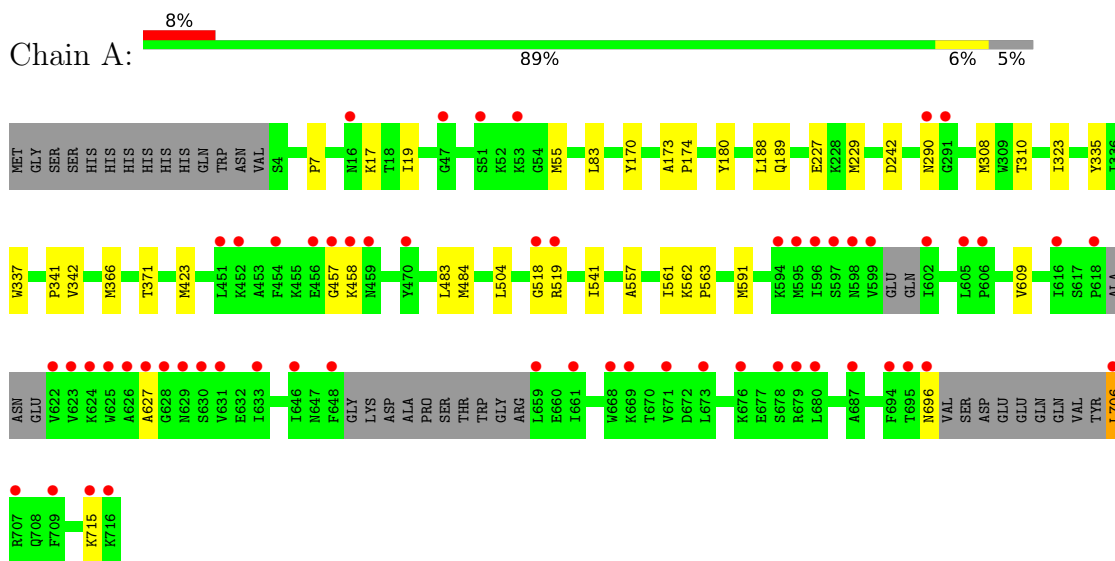 8%
Chain A:
89% 6% 5%
MET GLY SER SER HIS HIS HIS HIS HIS HIS GLN TRP ASN VAL S4 P7 N16 K17 T18 I19 G47 S51 K52 K53 G54 M55 L83 Y170 A173 P174 Y180 L188 Q189 E227 K228 M229 D242 N290 G291 M308 W309 T310 I323 Y335 I336
W337 P341 V342 M366 T371 M423 L451 K452 A453 F454 K455 E456 G457 K458 N459 Y470 L483 M484 L504 G518 R519 I541 A557 I561 K562 P563 M591 K594 M595 I596 S597 N598 V599 GLU GLN I602 L605 P606 V609 I616 S617 P618 ALA
ASN GLU V622 V623 K624 W625 A626 A627 G628 N629 S630 V631 E632 I633 I646 N647 F648 GLY LYS ASP ALA PRO SER THR TRP GLY ARG L659 E660 I661 W668 K669 T670 V671 D672 L673 K676 E677 S678 R679 L680 A687 F694 T695 N696 VAL SER ASP GLU GLU GLN GLN VAL TYR L706
R707 Q708 F709 K715 K716